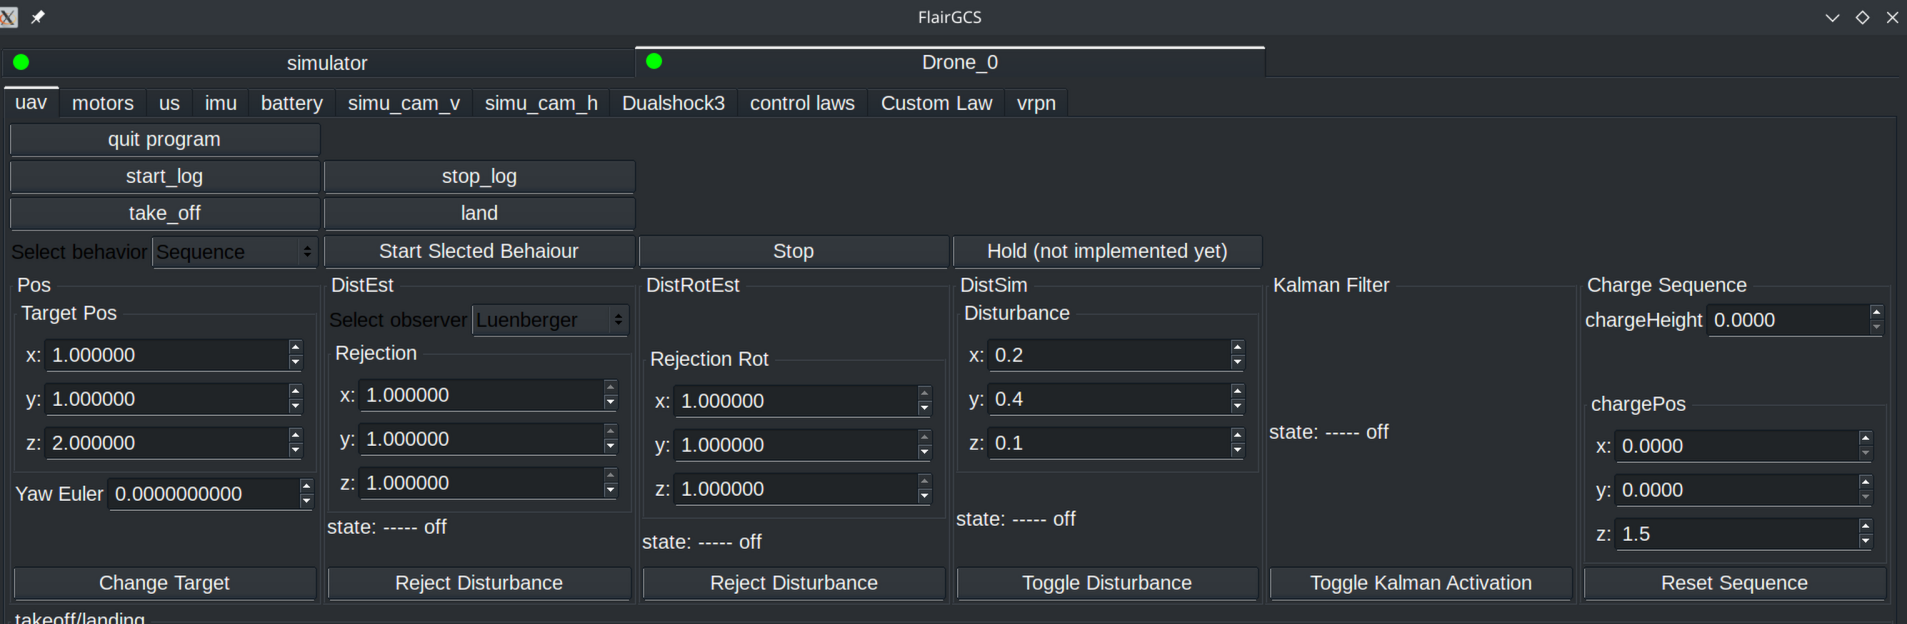 FlairGCS
simulator
Drone_0
uav motors us imu battery simu_cam_v simu_cam_h Dualshock3 control laws Custom Law vrpn
quit program
start_log stop_log
take_off land
Select behavior Sequence Start Slected Behaiour Stop Hold (not implemented yet)
Pos
Target Pos
x: 1.000000
y: 1.000000
z: 2.000000
Yaw Euler 0.0000000000
Change Target
DistEst
Select observer Luenberger
Rejection
x: 1.000000
y: 1.000000
z: 1.000000
state: ----- off
Reject Disturbance
DistRotEst
Rejection Rot
x: 1.000000
y: 1.000000
z: 1.000000
state: ----- off
Reject Disturbance
DistSim
Disturbance
x: 0.2
y: 0.4
z: 0.1
state: ----- off
Toggle Disturbance
Kalman Filter
state: ----- off
Toggle Kalman Activation
Charge Sequence
chargeHeight 0.0000
chargePos
x: 0.0000
y: 0.0000
z: 1.5
Reset Sequence
takeoff/landing